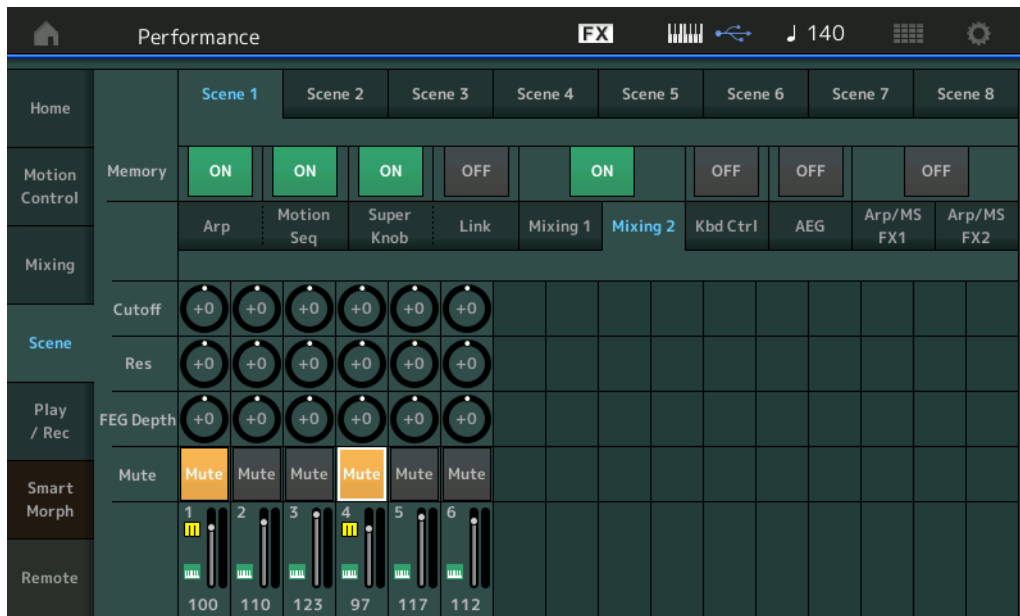 Performance
FX
140
Scene 1 Scene 2 Scene 3 Scene 4 Scene 5 Scene 6 Scene 7 Scene 8
Home
Memory ON ON ON OFF ON OFF OFF OFF
Motion
Control
Arp Motion
Seq Super
Knob Link Mixing 1 Mixing 2 Kbd Ctrl AEG Arp/MS
FX1 Arp/MS
FX2
Mixing
Cutoff +0 +0 +0 +0 +0 +0
Scene
Res +0 +0 +0 +0 +0 +0
Play
/ Rec
FEG Depth +0 +0 +0 +0 +0 +0
Mute Mute Mute Mute Mute Mute Mute
Smart
Morph
1 2 3 4 5 6
Remote
100 110 123 97 117 112